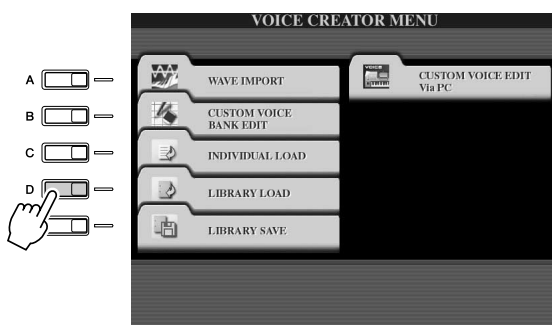 VOICE CREATOR MENU
A
WAVE IMPORT
B
CUSTOM VOICE
BANK EDIT
C
INDIVIDUAL LOAD
D
LIBRARY LOAD
LIBRARY SAVE
VOICE
CUSTOM VOICE EDIT
Via PC